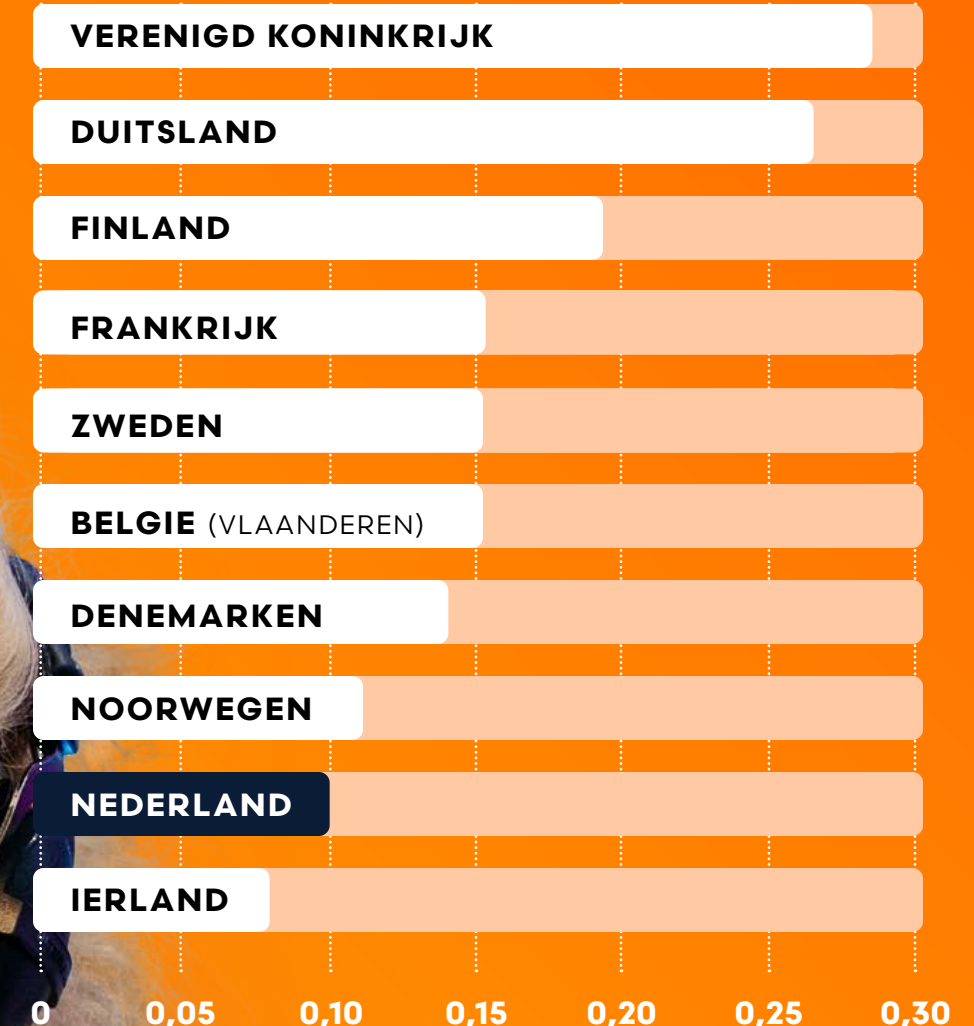 VERENIGD KONINKRIJK
DUITSLAND
FINLAND
FRANKRIJK
ZWEDEN
BELGIE (VLAANDEREN)
DENEMARKEN
NOORWEGEN
NEDERLAND
IERLAND
0 0,05 0,10 0,15 0,20 0,25 0,30